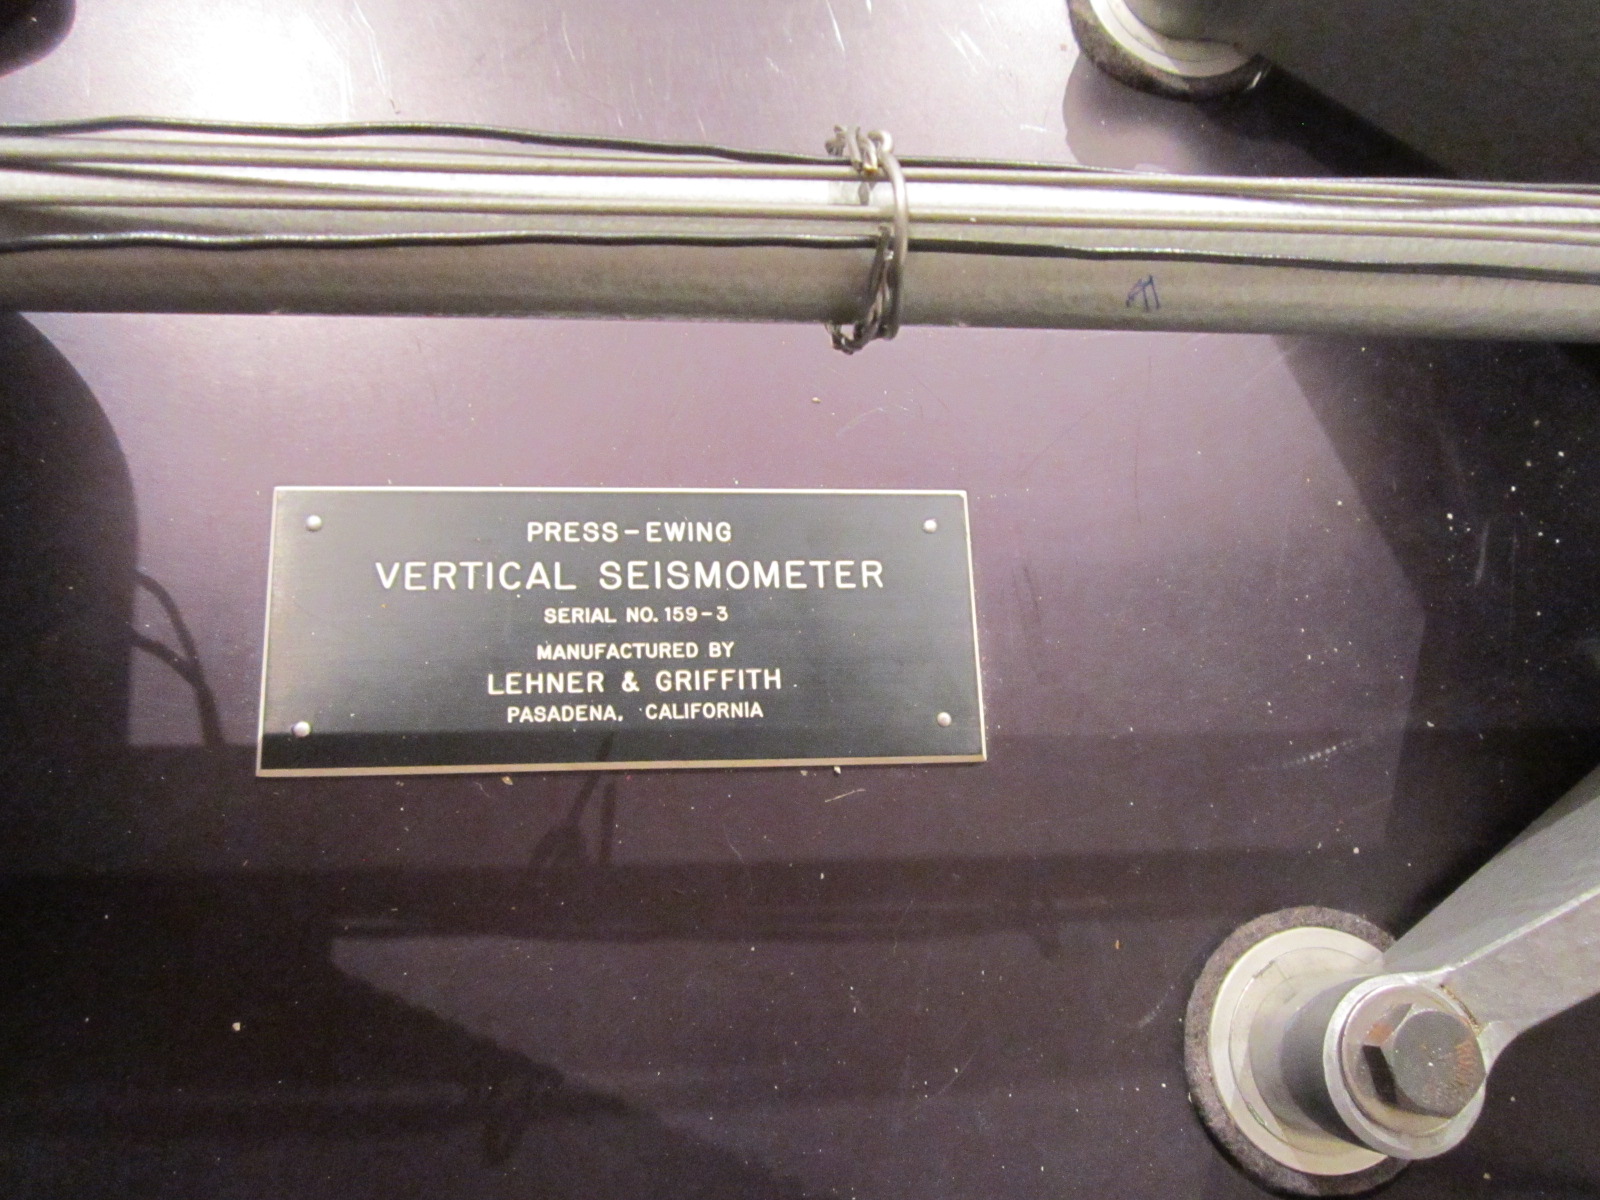 PRESS-EWING
VERTICAL SEISMOMETER
SERIAL NO. 159-3
MANUFACTURED BY
LEHNER & GRIFFITH
PASADENA, CALIFORNIA